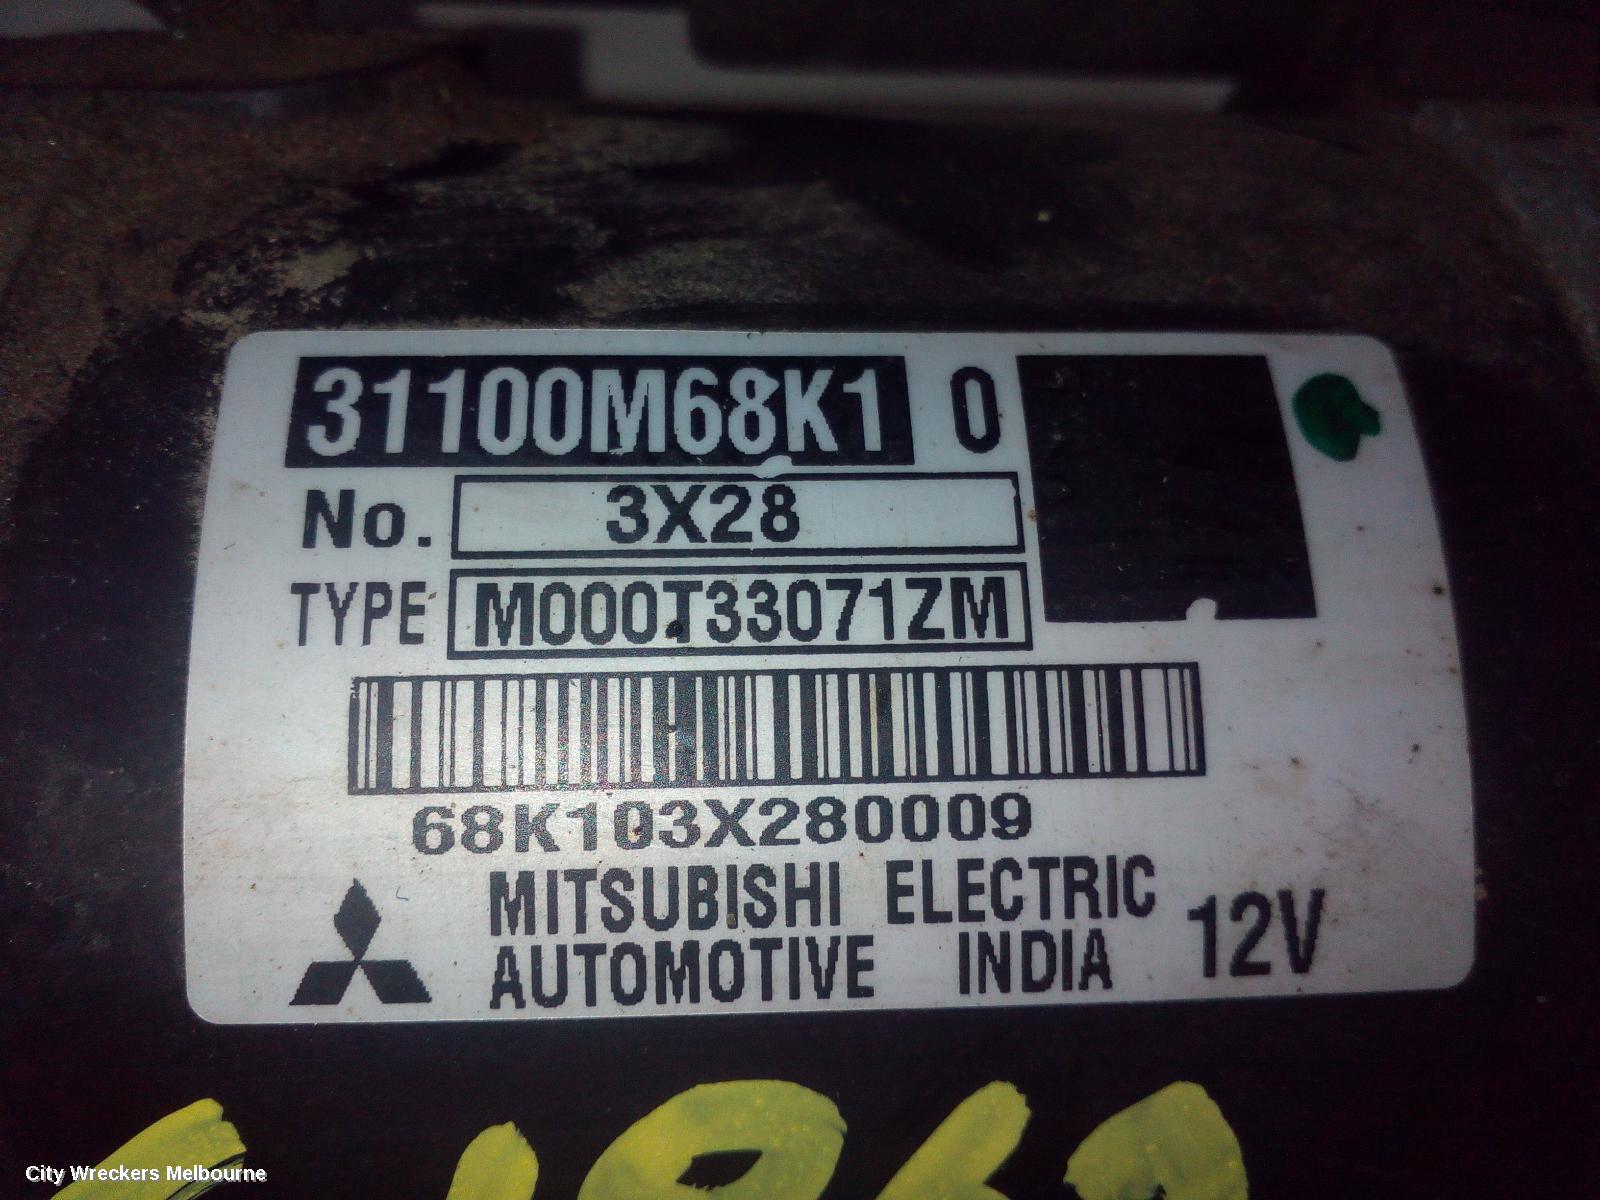 31100M68K1 0
No. 3X28
TYPE M000T33071ZM
68K103X280009
MITSUBISHI ELECTRIC
AUTOMOTIVE INDIA 12V
City Wreckers Melbourne